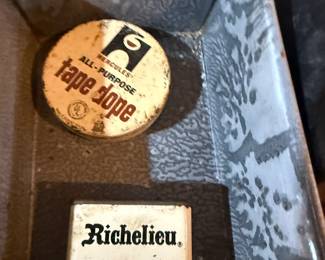 HERCULES®
ALL-PURPOSE
tape dope
Richelieu®